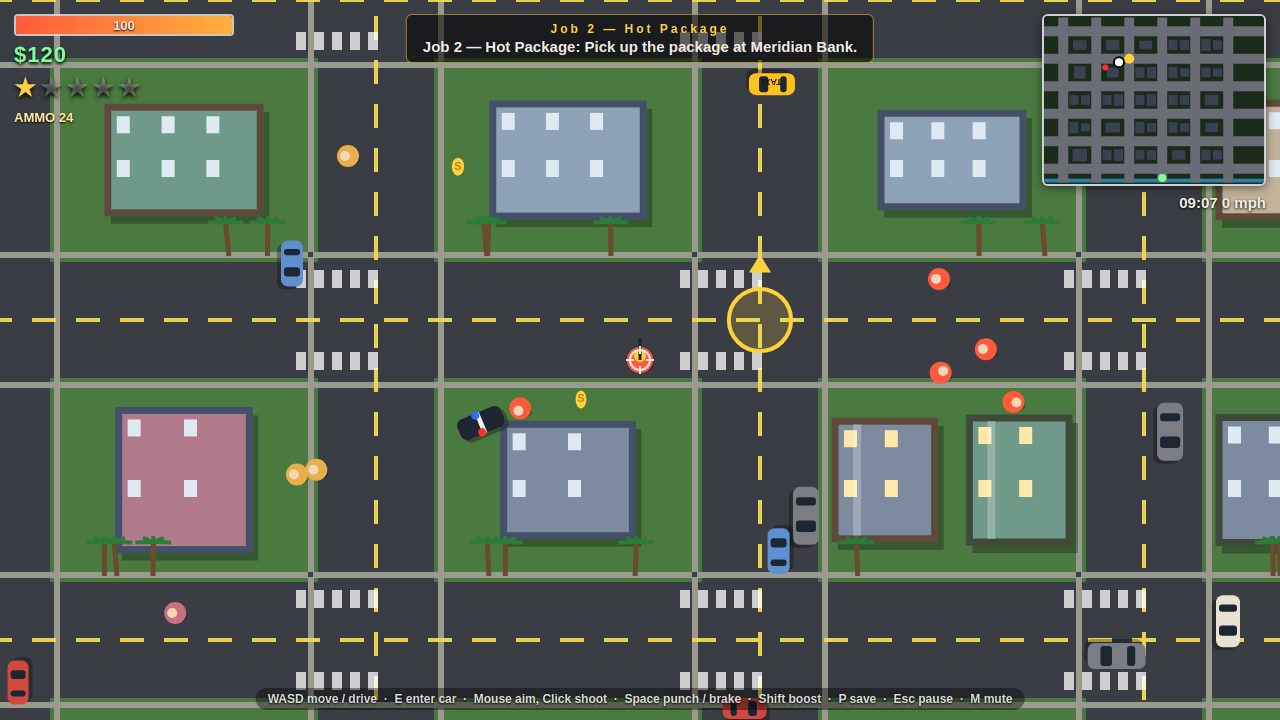 100
$120
AMMO 24
Job 2 — Hot Package
Job 2 — Hot Package: Pick up the package at Meridian Bank.
TAXI
S
S
09:07 0 mph
WASD move / drive · E enter car · Mouse aim, Click shoot · Space punch / brake · Shift boost · P save · Esc pause · M mute